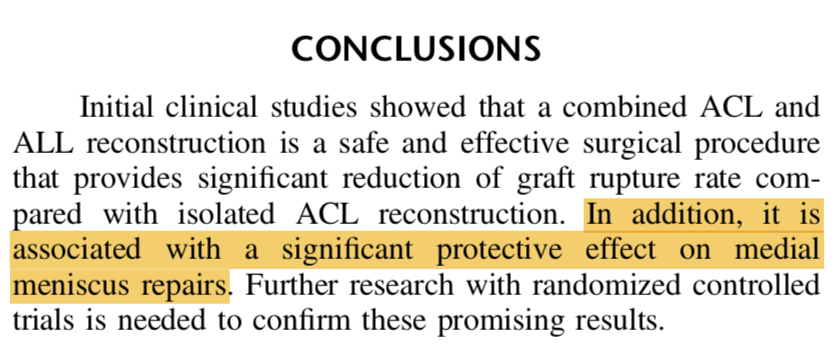 CONCLUSIONS
Initial clinical studies showed that a combined ACL and
ALL reconstruction is a safe and effective surgical procedure
that provides significant reduction of graft rupture rate com-
pared with isolated ACL reconstruction. In addition, it is
associated with a significant protective effect on medial
meniscus repairs. Further research with randomized controlled
trials is needed to confirm these promising results.